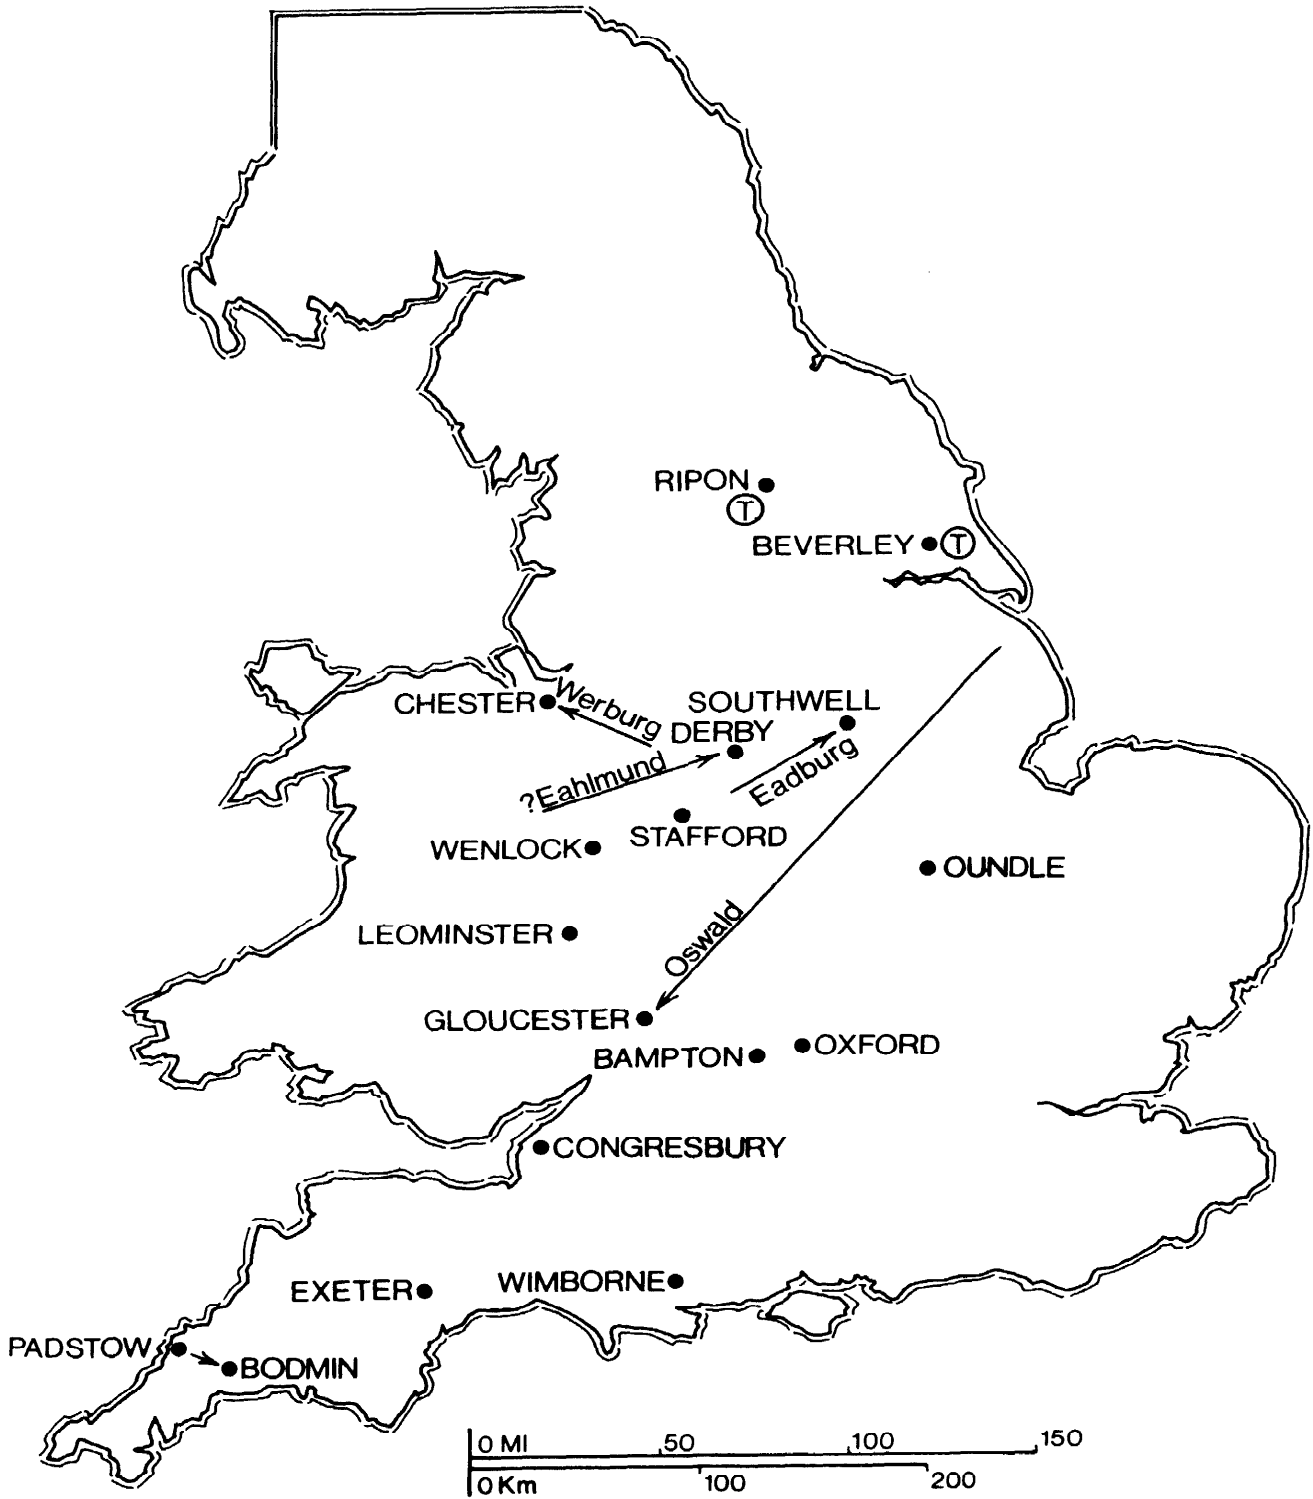 RIPON
T
BEVERLEY T
CHESTER
Werburg
SOUTHWELL
DERBY
?Eahlmund
Eadburg
STAFFORD
WENLOCK
OUNDLE
LEOMINSTER
Oswald
GLOUCESTER
BAMPTON
OXFORD
CONGRESBURY
EXETER
WIMBORNE
PADSTOW
BODMIN
0 MI 50 100 150
0 Km 100 200